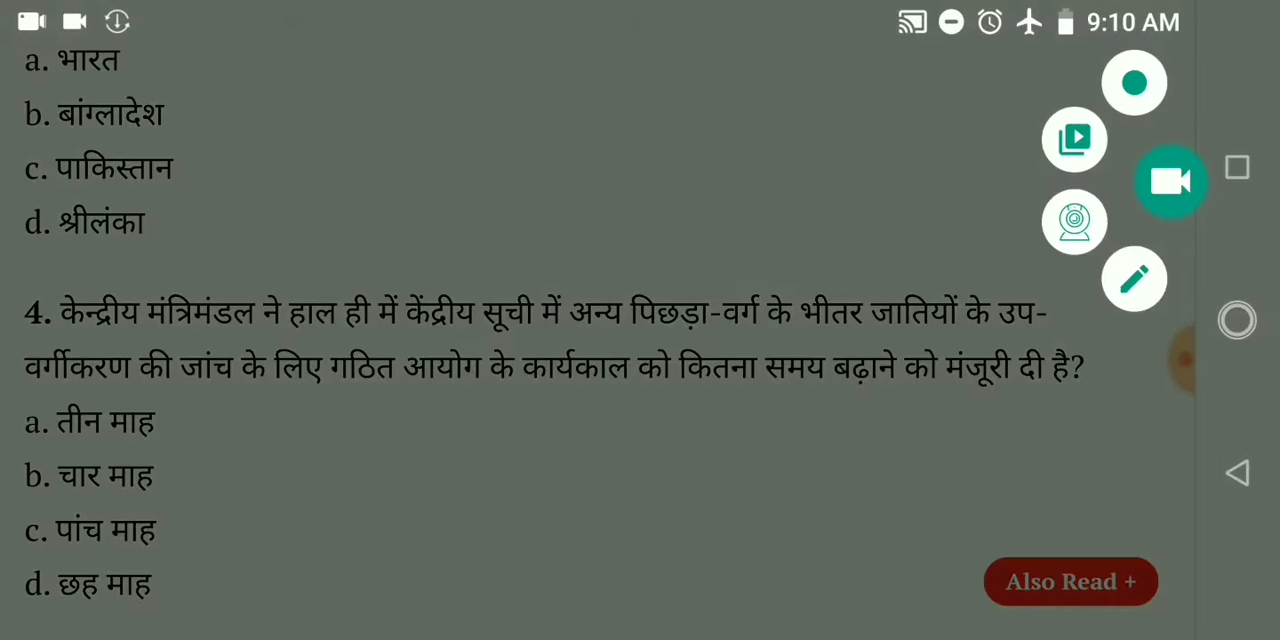 9:10 AM
a. भारत
b. बांग्लादेश
c. पाकिस्तान
d. श्रीलंका
4. केन्द्रीय मंत्रिमंडल ने हाल ही में केंद्रीय सूची में अन्य पिछड़ा-वर्ग के भीतर जातियों के उप-
वर्गीकरण की जांच के लिए गठित आयोग के कार्यकाल को कितना समय बढ़ाने को मंजूरी दी है?
a. तीन माह
b. चार माह
c. पांच माह
d. छह माह
Also Read +